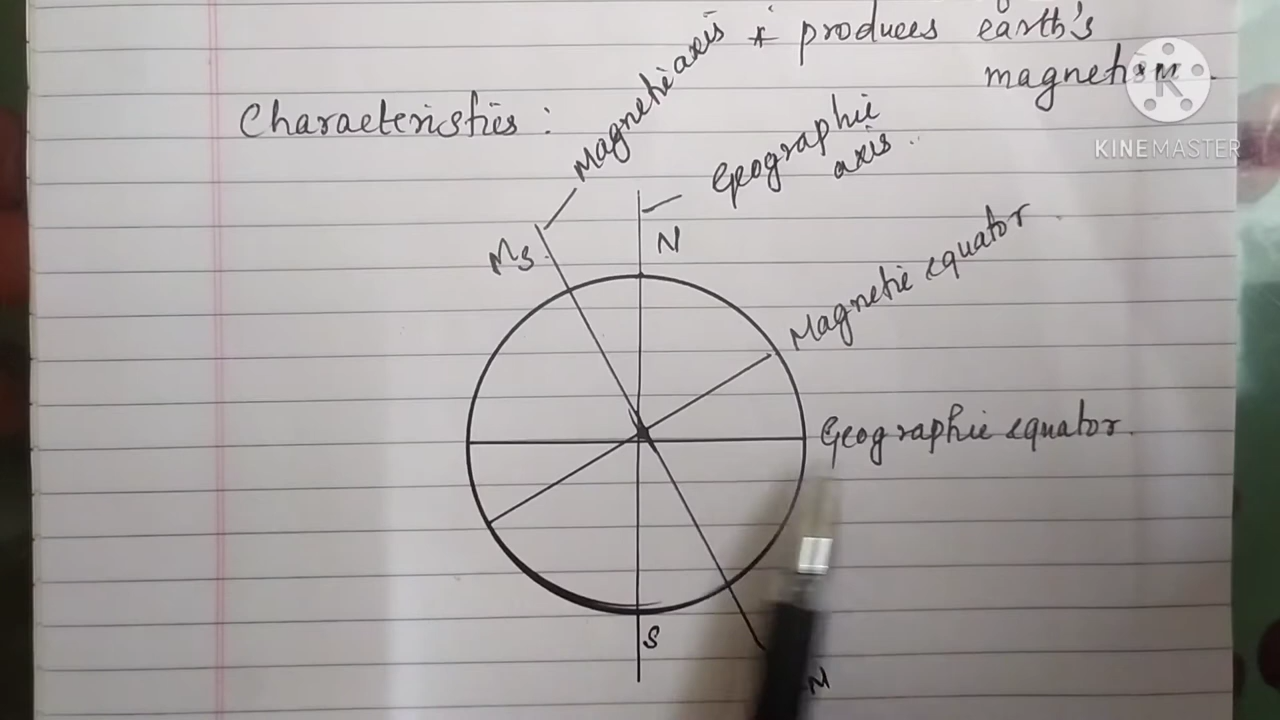 * produces earth's
magnetism.
Characteristics :
Magnetic axis
Geographic
axis.
Ms
N
Magnetic equator.
Geographic equator.
S
M
KINEMASTER